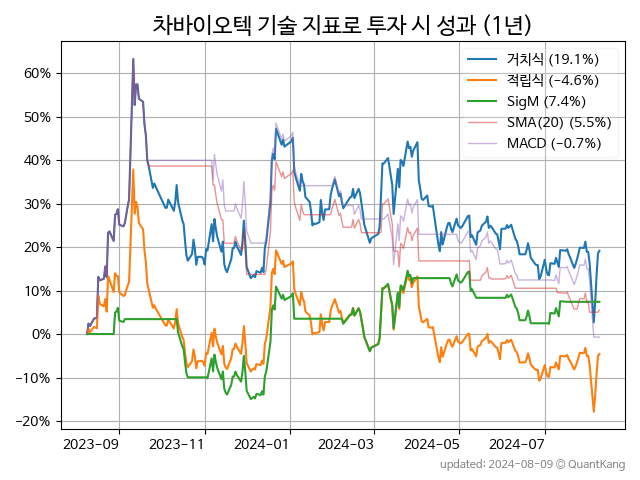 차바이오텍 기술 지표로 투자 시 성과 (1년)
거치식 (19.1%)
적립식 (−4.6%)
SigM (7.4%)
SMA(20) (5.5%)
MACD (−0.7%)
60%
50%
40%
30%
20%
10%
0%
−10%
−20%
2023-09 2023-11 2024-01 2024-03 2024-05 2024-07
updated: 2024-08-09 © QuantKang